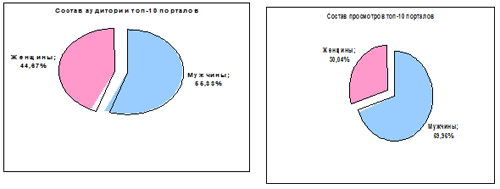 Состав аудитории топ-10 порталов
Женщины;
44,67%
Мужчины;
55,33%
Состав просмотров топ-10 порталов
Женщины;
30,04%
Мужчины;
69,96%